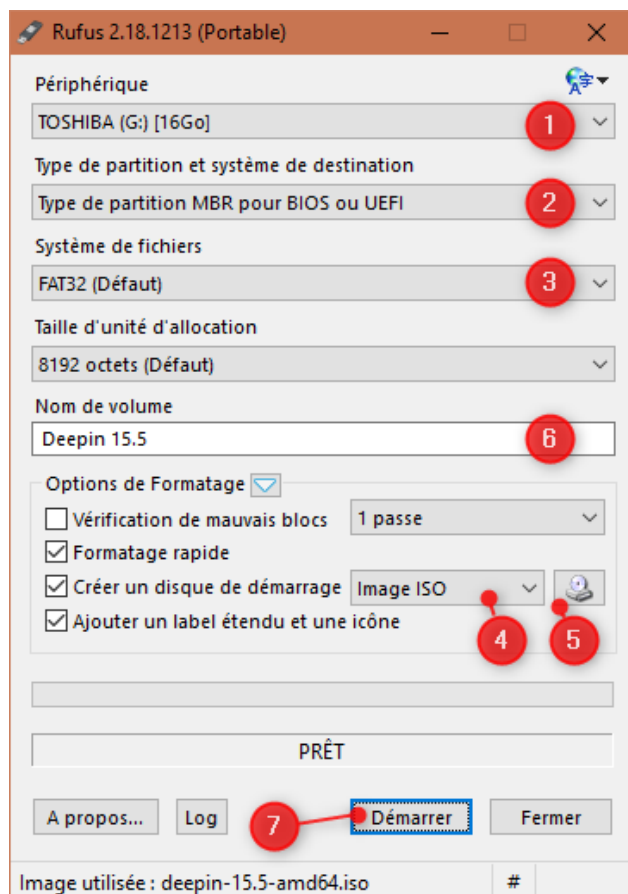 Rufus 2.18.1213 (Portable)
Périphérique
TOSHIBA (G:) [16Go]
1
Type de partition et système de destination
Type de partition MBR pour BIOS ou UEFI
2
Système de fichiers
FAT32 (Défaut)
3
Taille d'unité d'allocation
8192 octets (Défaut)
Nom de volume
Deepin 15.5
6
Options de Formatage
Vérification de mauvais blocs
1 passe
Formatage rapide
Créer un disque de démarrage
Image ISO
Ajouter un label étendu et une icône
4
5
PRÊT
A propos...
Log
7
Démarrer
Fermer
Image utilisée : deepin-15.5-amd64.iso
#